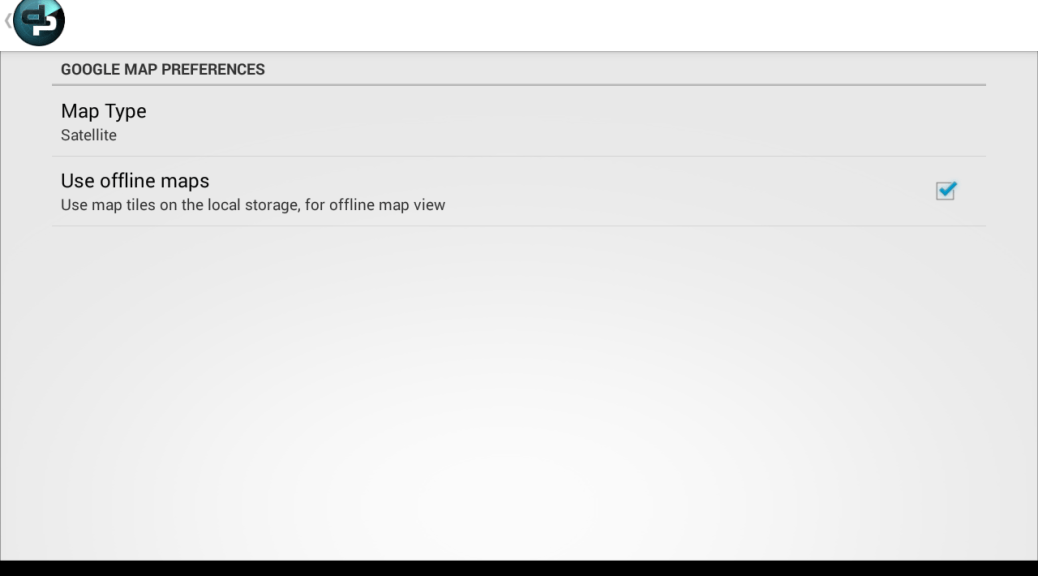 GOOGLE MAP PREFERENCES
Map Type
Satellite
Use offline maps
Use map tiles on the local storage, for offline map view